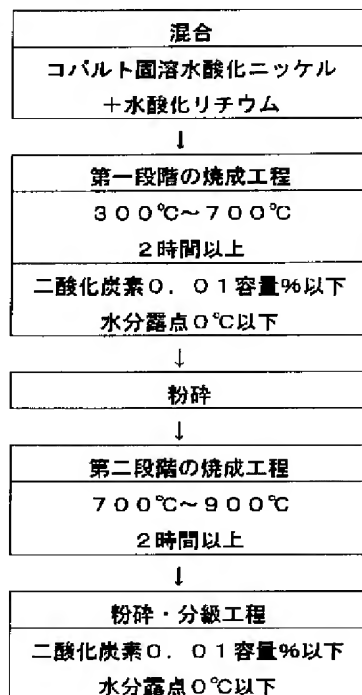 混合
コバルト固溶水酸化ニッケル
＋水酸化リチウム
↓
第一段階の焼成工程
３００℃～７００℃
２時間以上
二酸化炭素０．０１容量％以下
水分露点０℃以下
↓
粉砕
↓
第二段階の焼成工程
７００℃～９００℃
２時間以上
↓
粉砕・分級工程
二酸化炭素０．０１容量％以下
水分露点０℃以下